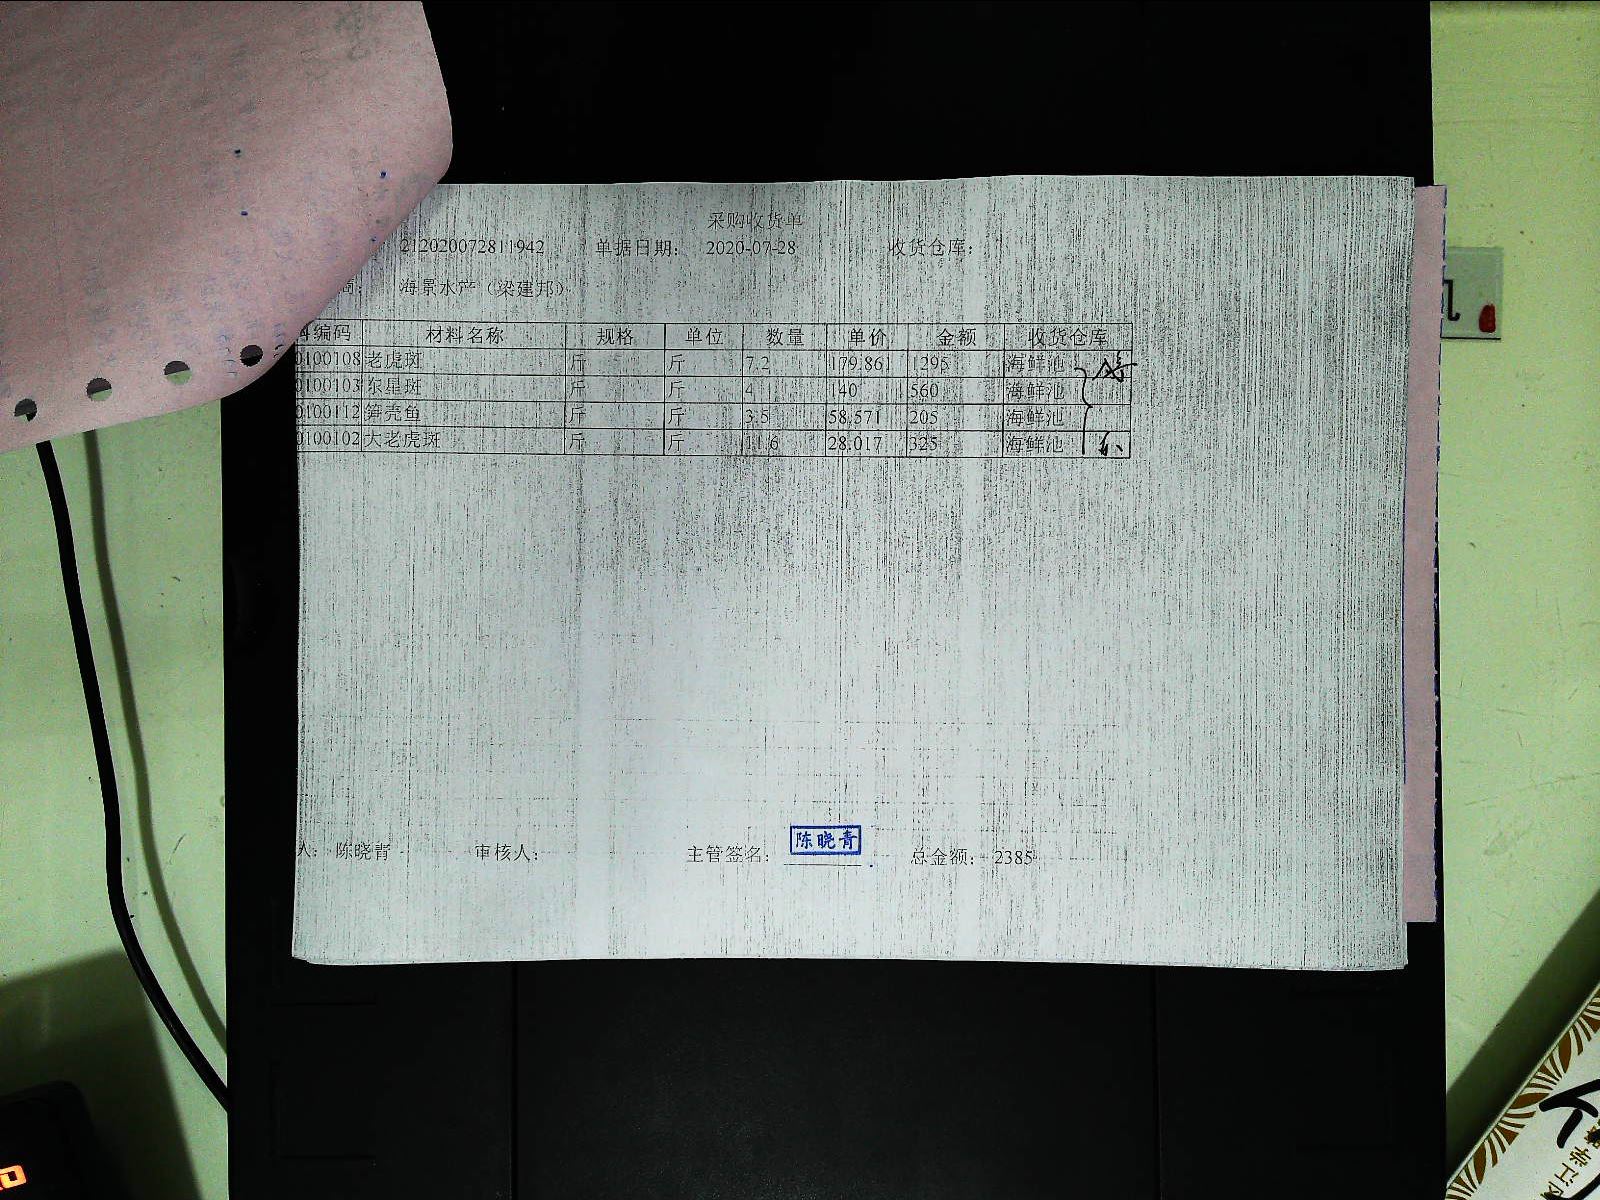 采购收货单
212020072811942 单据日期： 2020-07-28 收货仓库：
商： 海景水产（梁建邦）
料编码 材料名称 规格 单位 数量 单价 金额 收货仓库
0100108 老虎斑 斤 斤 7.2 179.861 1295 海鲜池
0100103 东星斑 斤 斤 4 140 560 海鲜池
0100112 笋壳鱼 斤 斤 3.5 58.571 205 海鲜池
0100102 大老虎斑 斤 斤 11.6 28.017 325 海鲜池
人： 陈晓青 审核人： 主管签名： 陈晓青 总金额： 2385